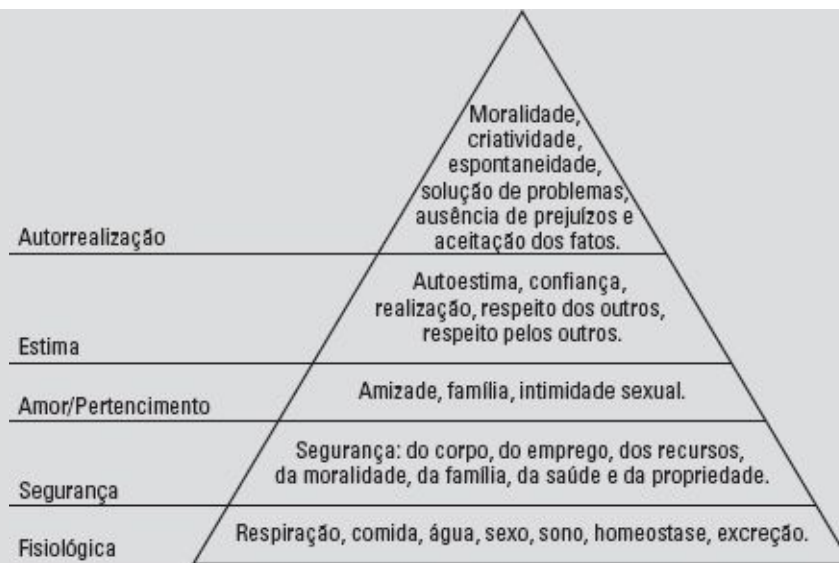 Moralidade,
criatividade,
espontaneidade,
solução de problemas,
ausência de prejuízos e
aceitação dos fatos.
Autorrealização
Autoestima, confiança,
realização, respeito dos outros,
respeito pelos outros.
Estima
Amizade, família, intimidade sexual.
Amor/Pertencimento
Segurança: do corpo, do emprego, dos recursos,
da moralidade, da família, da saúde e da propriedade.
Segurança
Respiração, comida, água, sexo, sono, homeostase, excreção.
Fisiológica